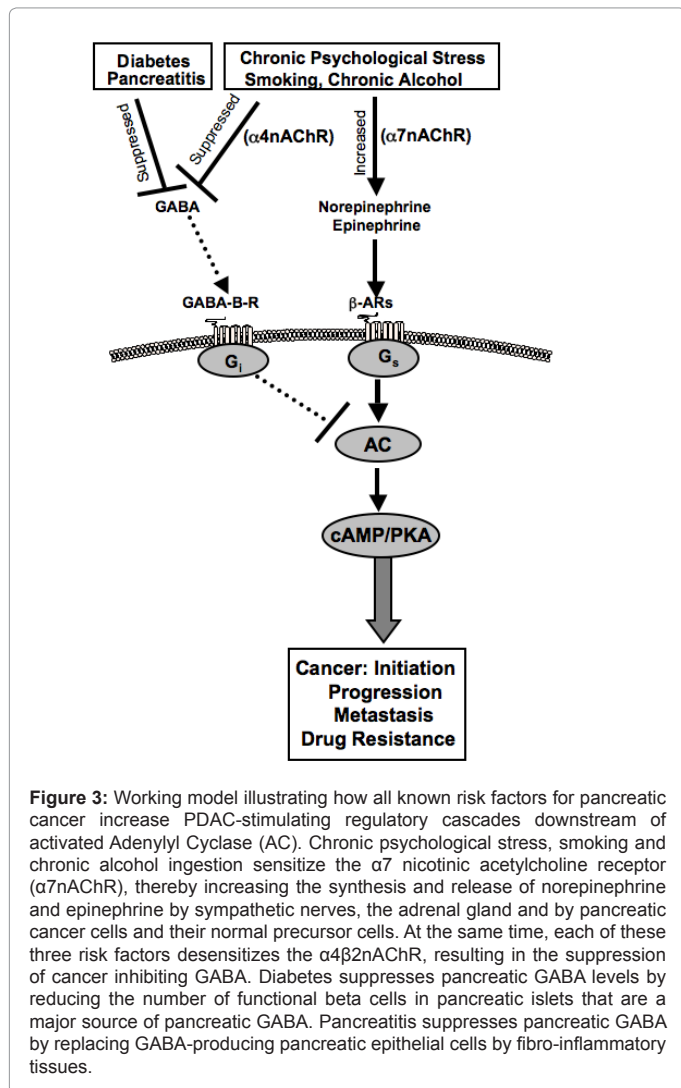 Diabetes
Pancreatitis
Chronic Psychological Stress
Smoking, Chronic Alcohol
Suppressed
Suppressed
(α4nAChR)
Increased
(α7nAChR)
GABA
Norepinephrine
Epinephrine
GABA-B-R
β-ARs
Gi
Gs
AC
cAMP/PKA
Cancer: Initiation
Progression
Metastasis
Drug Resistance
Figure 3: Working model illustrating how all known risk factors for pancreatic
cancer increase PDAC-stimulating regulatory cascades downstream of
activated Adenylyl Cyclase (AC). Chronic psychological stress, smoking and
chronic alcohol ingestion sensitize the α7 nicotinic acetylcholine receptor
(α7nAChR), thereby increasing the synthesis and release of norepinephrine
and epinephrine by sympathetic nerves, the adrenal gland and by pancreatic
cancer cells and their normal precursor cells. At the same time, each of these
three risk factors desensitizes the α4β2nAChR, resulting in the suppression
of cancer inhibiting GABA. Diabetes suppresses pancreatic GABA levels by
reducing the number of functional beta cells in pancreatic islets that are a
major source of pancreatic GABA. Pancreatitis suppresses pancreatic GABA
by replacing GABA-producing pancreatic epithelial cells by fibro-inflammatory
tissues.